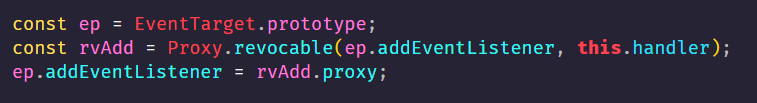 const ep = EventTarget.prototype;
const rvAdd = Proxy.revocable(ep.addEventListener, this.handler);
ep.addEventListener = rvAdd.proxy;